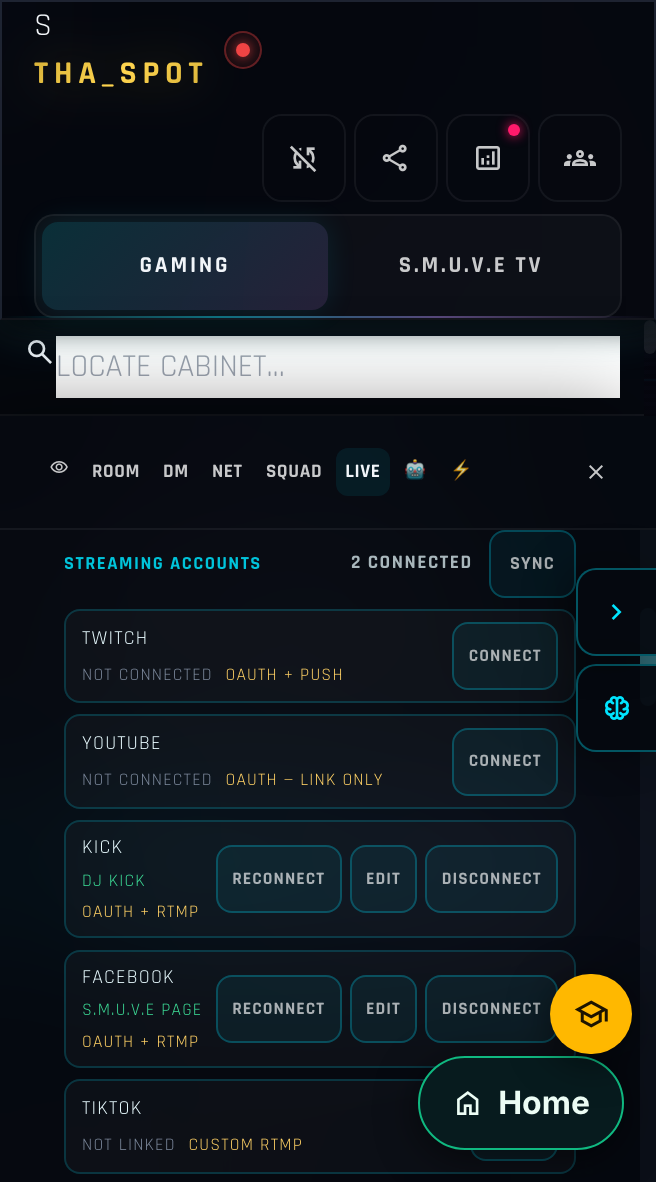 S
THA_SPOT
GAMING
S.M.U.V.E TV
LOCATE CABINET...
ROOM DM NET SQUAD LIVE
STREAMING ACCOUNTS
2 CONNECTED
SYNC
TWITCH
NOT CONNECTED OAUTH + PUSH
CONNECT
YOUTUBE
NOT CONNECTED OAUTH — LINK ONLY
CONNECT
KICK
DJ KICK
OAUTH + RTMP
RECONNECT
EDIT
DISCONNECT
FACEBOOK
S.M.U.V.E PAGE
OAUTH + RTMP
RECONNECT
EDIT
DISCONNECT
TIKTOK
NOT LINKED CUSTOM RTMP
Home